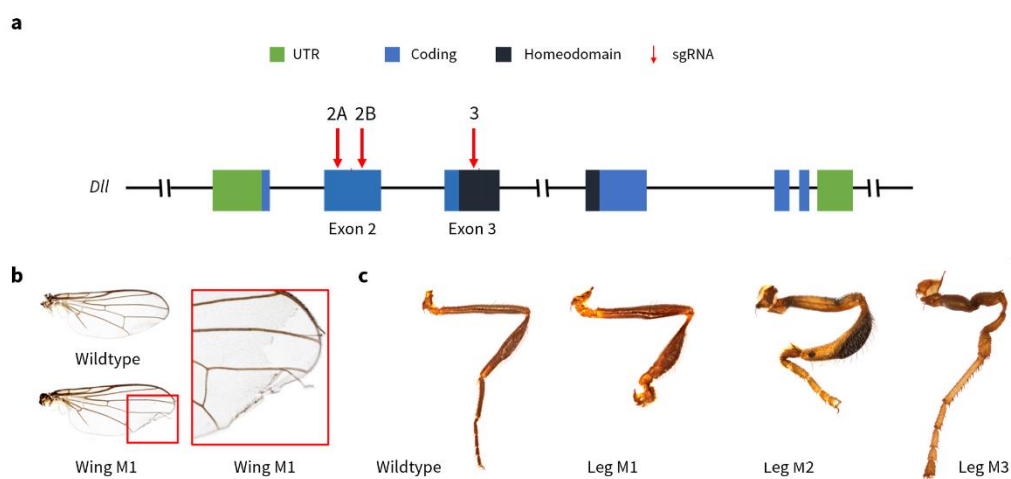 a
UTR Coding Homeodomain sgRNA
2A 2B 3
Dll
Exon 2 Exon 3
b
c
Wildtype
Wing M1 Wing M1
Wildtype Leg M1 Leg M2 Leg M3